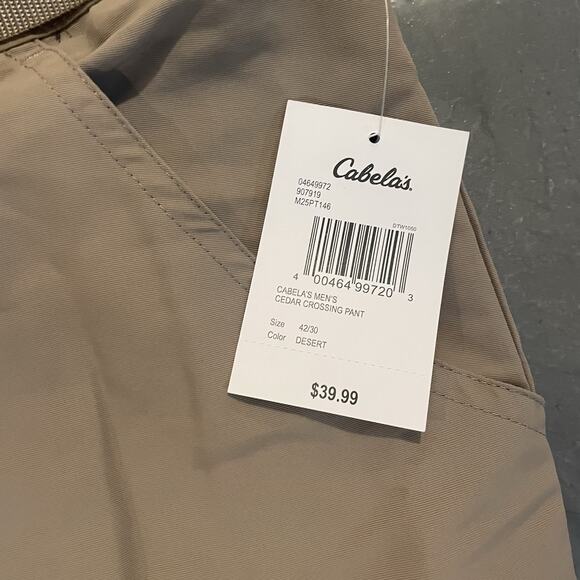 Cabela's
04649972
907919
M25PT146
QTW1050
4 00464 99720 3
CABELA'S MEN'S
CEDAR CROSSING PANT
Size 42/30
Color DESERT
$39.99